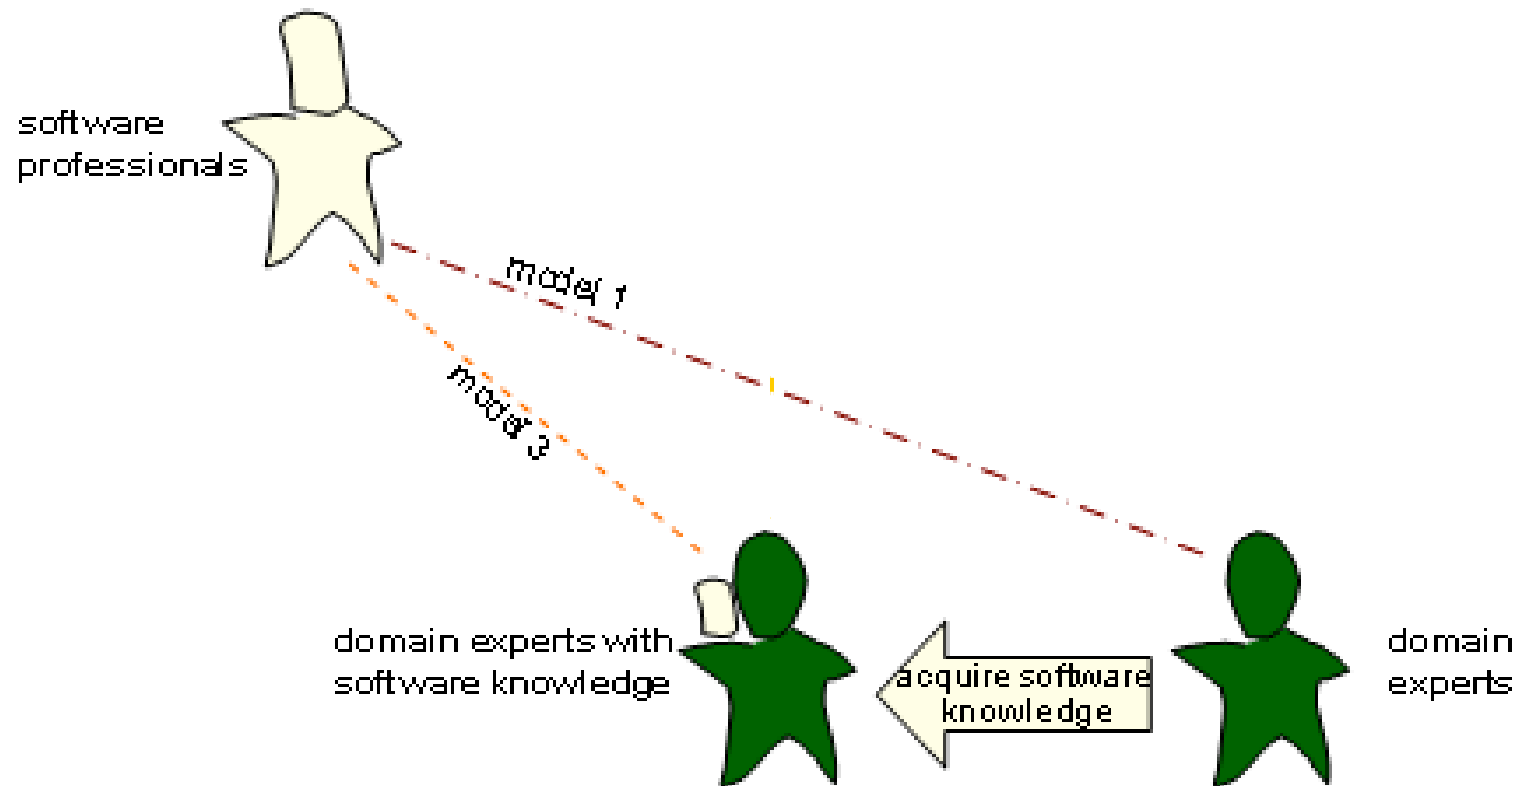 software
professionals
model 1
model 3
domain experts with
software knowledge
acquire software
knowledge
domain
experts